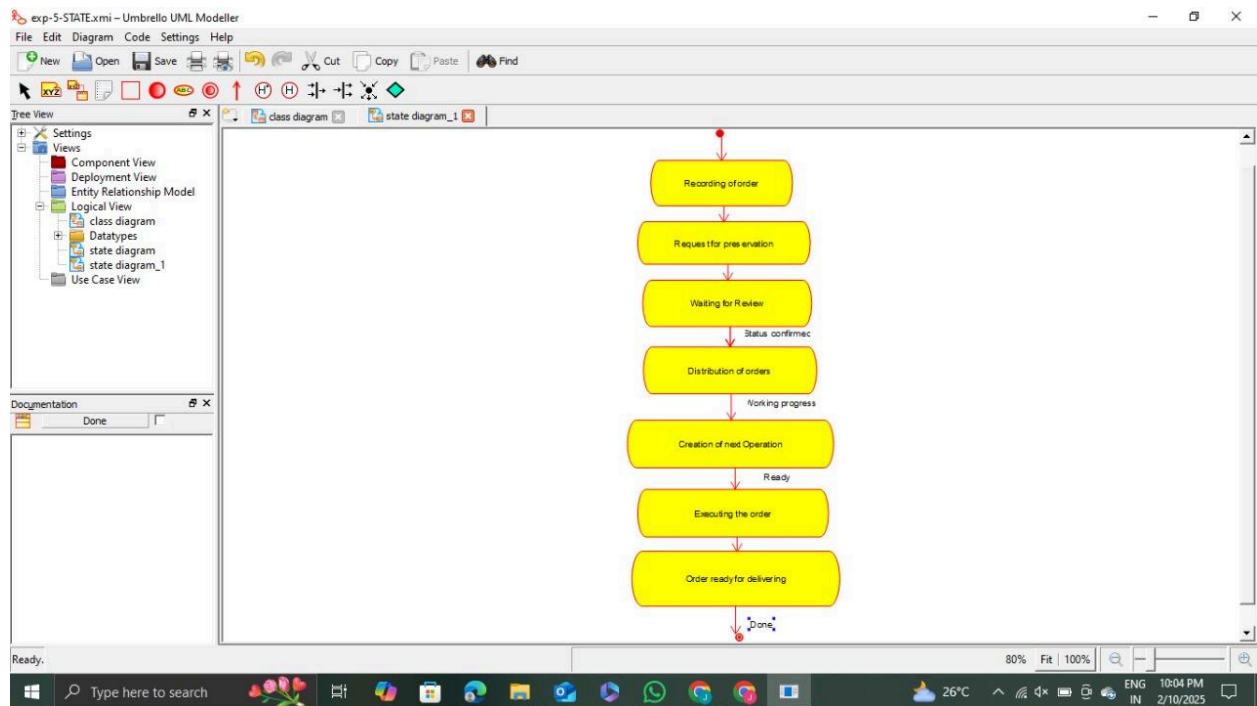 exp-5-STATE.xmi – Umbrello UML Modeller
File Edit Diagram Code Settings Help
New Open Save Cut Copy Paste Find
XYZ ABC H* H
Tree View
class diagram state diagram_1
Settings
Views
Component View
Deployment View
Entity Relationship Model
Logical View
class diagram
Datatypes
state diagram
state diagram_1
Use Case View
Documentation
Done
Recording of order
Request for preservation
Waiting for Review
Status confirmed
Distribution of orders
Working progress
Creation of next Operation
Ready
Executing the order
Order ready for delivering
Done
Ready.
80% Fit 100%
Type here to search
26°C
ENG
IN
10:04 PM
2/10/2025